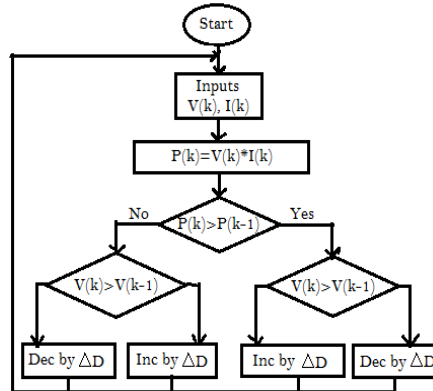 Start
Inputs
V(k), I(k)
P(k)=V(k)*I(k)
No
P(k)>P(k-1)
Yes
V(k)>V(k-1)
V(k)>V(k-1)
Dec by △D
Inc by △D
Inc by △D
Dec by △D